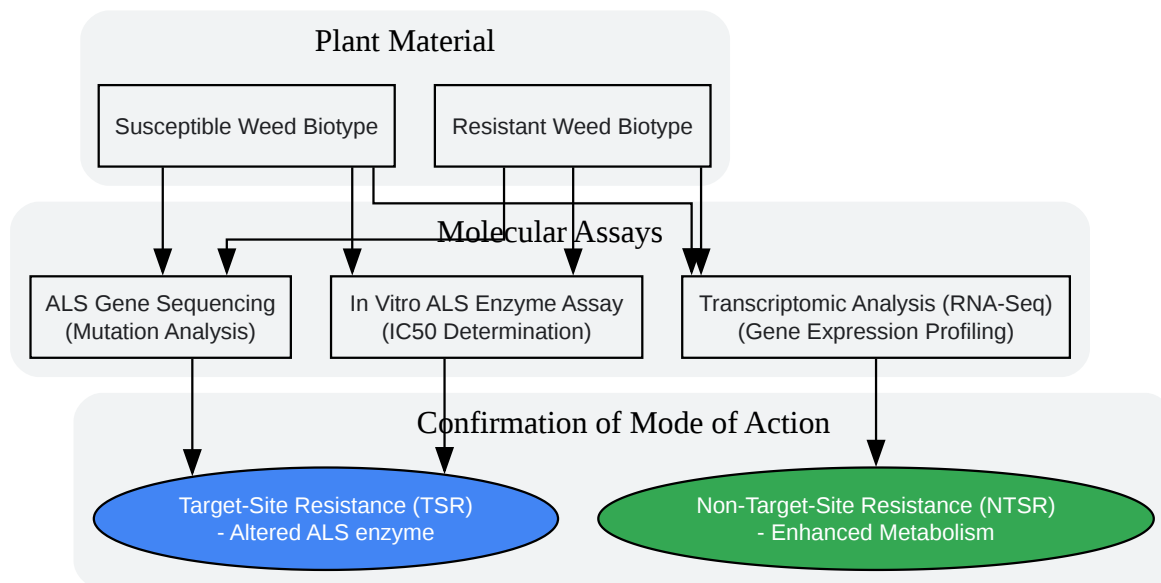 Plant Material
Susceptible Weed Biotype
Resistant Weed Biotype
Molecular Assays
ALS Gene Sequencing
(Mutation Analysis)
In Vitro ALS Enzyme Assay
(IC50 Determination)
Transcriptomic Analysis (RNA-Seq)
(Gene Expression Profiling)
Confirmation of Mode of Action
Target-Site Resistance (TSR)
- Altered ALS enzyme
Non-Target-Site Resistance (NTSR)
- Enhanced Metabolism